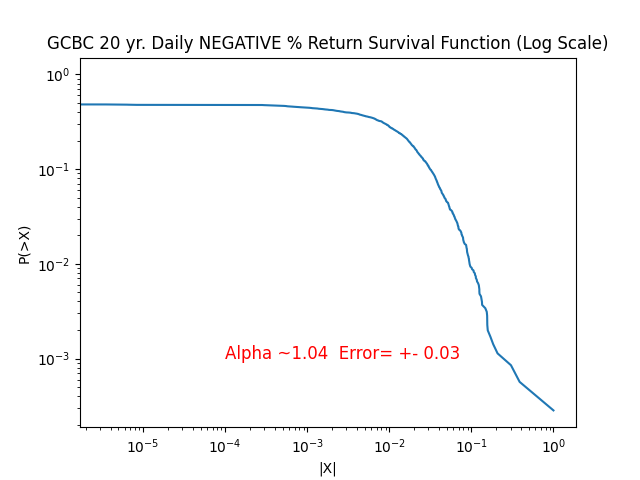 GCBC 20 yr. Daily NEGATIVE % Return Survival Function (Log Scale)
10⁰
10⁻¹
10⁻²
10⁻³
P(>X)
Alpha ~1.04  Error= +- 0.03
10⁻⁵ 10⁻⁴ 10⁻³ 10⁻² 10⁻¹ 10⁰
|X|